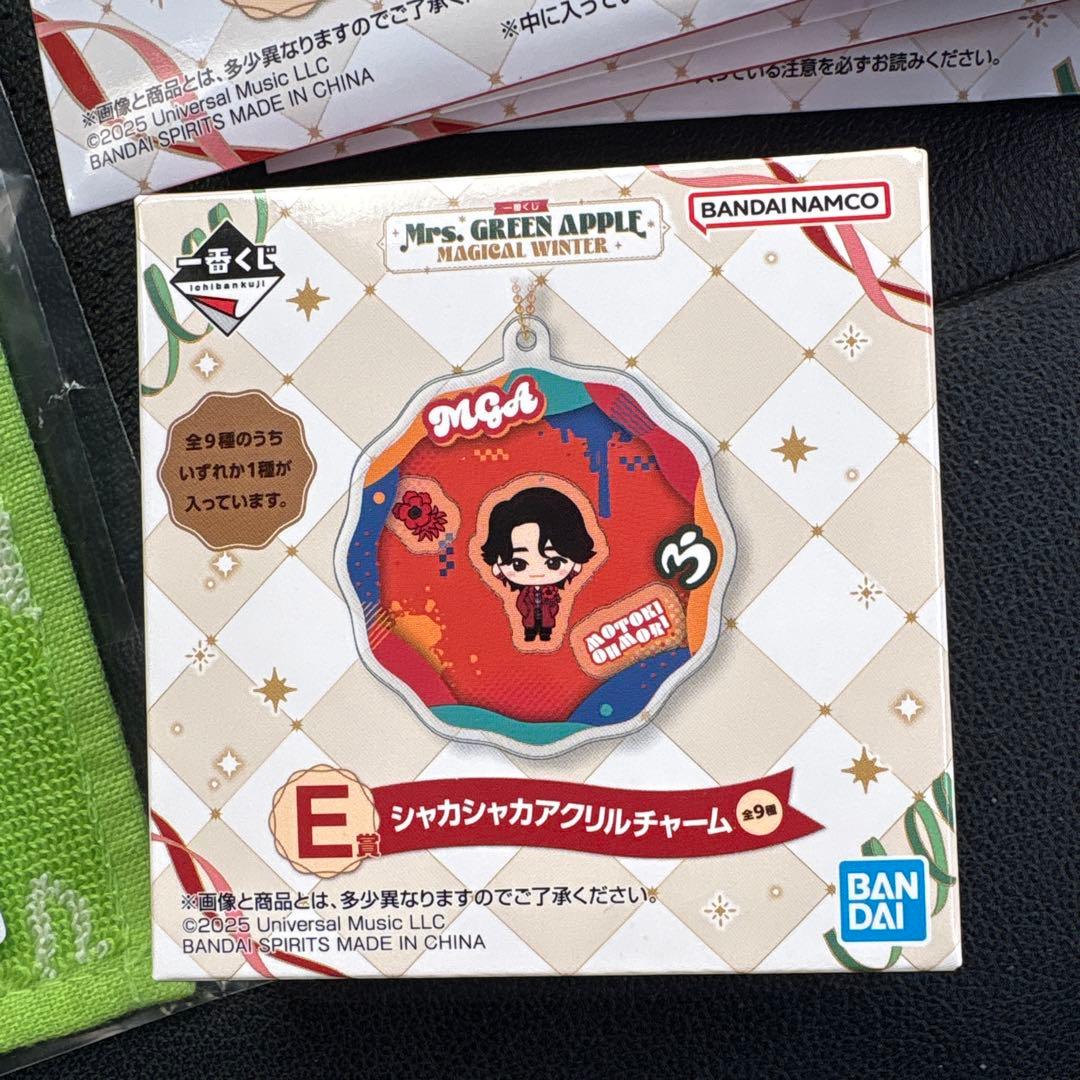 ※画像と商品とは、多少異なりますのでご了承く
©2025 Universal Music LLC
BANDAI SPIRITS MADE IN CHINA
※中に入ってい
っている注意を必ずお読みください。
一番くじ
ichibankuji
一番くじ
Mrs. GREEN APPLE
MAGICAL WINTER
BANDAI NAMCO
全9種のうち
いずれか1種が
入っています。
MGA
MOTOKI
OHMORI
E賞
シャカシャカアクリルチャーム
全9種
※画像と商品とは、多少異なりますのでご了承ください。
©2025 Universal Music LLC
BANDAI SPIRITS MADE IN CHINA
BAN
DAI